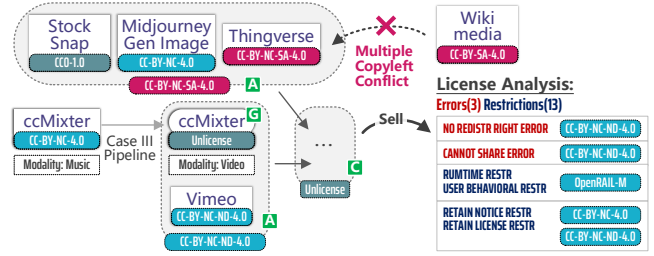 Stock
Snap
CC0-1.0
Midjourney
Gen Image
CC-BY-NC-4.0
Thingverse
CC-BY-NC-SA-4.0
CC-BY-NC-SA-4.0
A
Multiple
Copyleft
Conflict
Wiki
media
CC-BY-SA-4.0
ccMixter
CC-BY-NC-4.0
Modality: Music
Case III
Pipeline
ccMixter
G
Unlicense
Modality: Video
Vimeo
CC-BY-NC-ND-4.0
A
CC-BY-NC-ND-4.0
...
C
Unlicense
Sell
License Analysis:
Errors(3) Restrictions(13)
NO REDISTR RIGHT ERROR CC-BY-NC-ND-4.0
CANNOT SHARE ERROR CC-BY-NC-ND-4.0
RUMTIME RESTR
USER BEHAVIORAL RESTR OpenRAIL-M
RETAIN NOTICE RESTR CC-BY-NC-4.0
RETAIN LICENSE RESTR
CC-BY-NC-ND-4.0